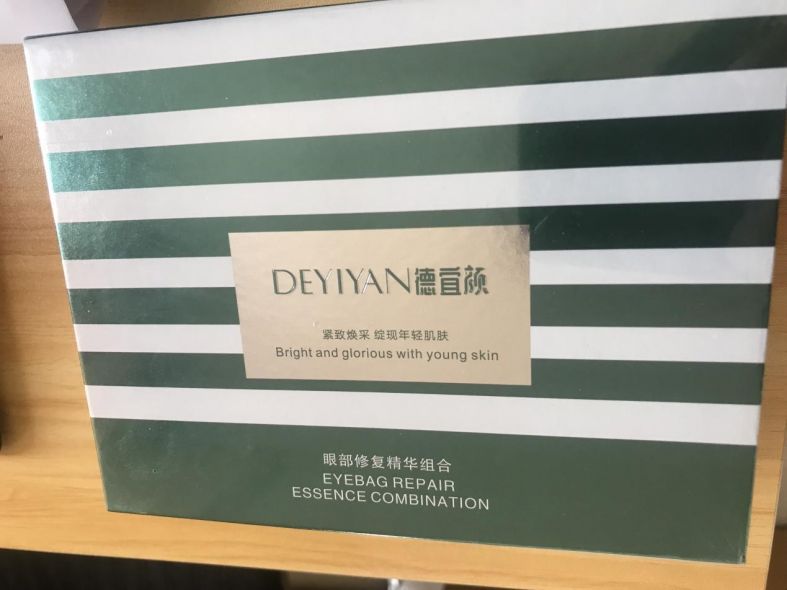 DEYIYAN德宜颜
紧致焕采 绽现年轻肌肤
Bright and glorious with young skin
眼部修复精华组合
EYEBAG REPAIR
ESSENCE COMBINATION